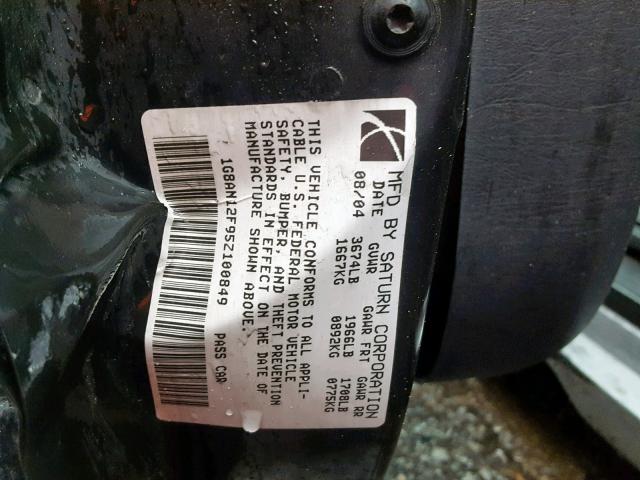 MFD BY SATURN CORPORATION
DATE GVWR GAWR FRT GAWR RR
08/04 3674LB 1966LB 1708LB
1667KG 0892KG 0775KG
THIS VEHICLE CONFORMS TO ALL APPLI-
CABLE U.S. FEDERAL MOTOR VEHICLE
SAFETY, BUMPER, AND THEFT PREVENTION
STANDARDS IN EFFECT ON THE DATE OF
MANUFACTURE SHOWN ABOVE.
1G8AN12F95Z100849 PASS CAR